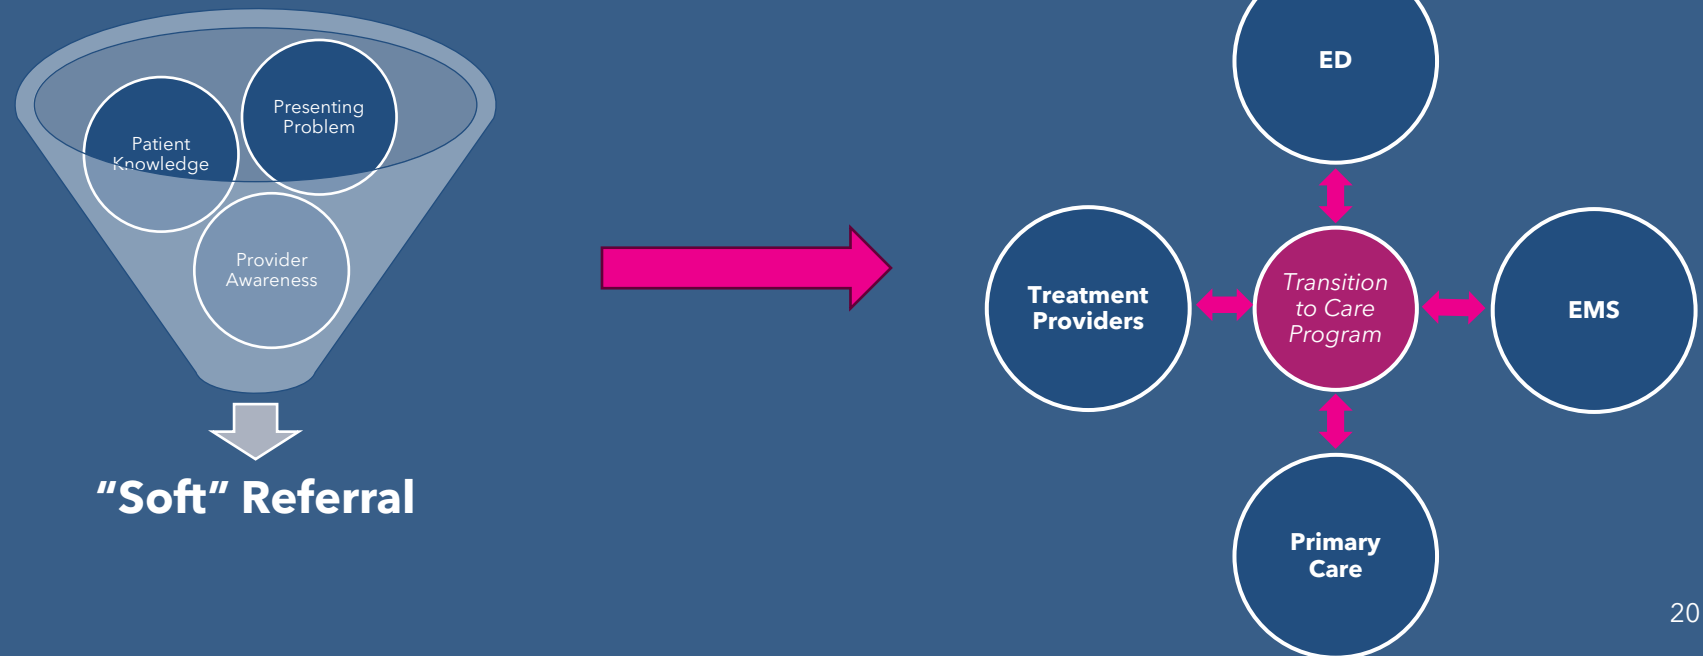 Presenting
Problem
Patient
Knowledge
Provider
Awareness
“Soft” Referral
ED
Treatment
Providers
Transition
to Care
Program
EMS
Primary
Care
20